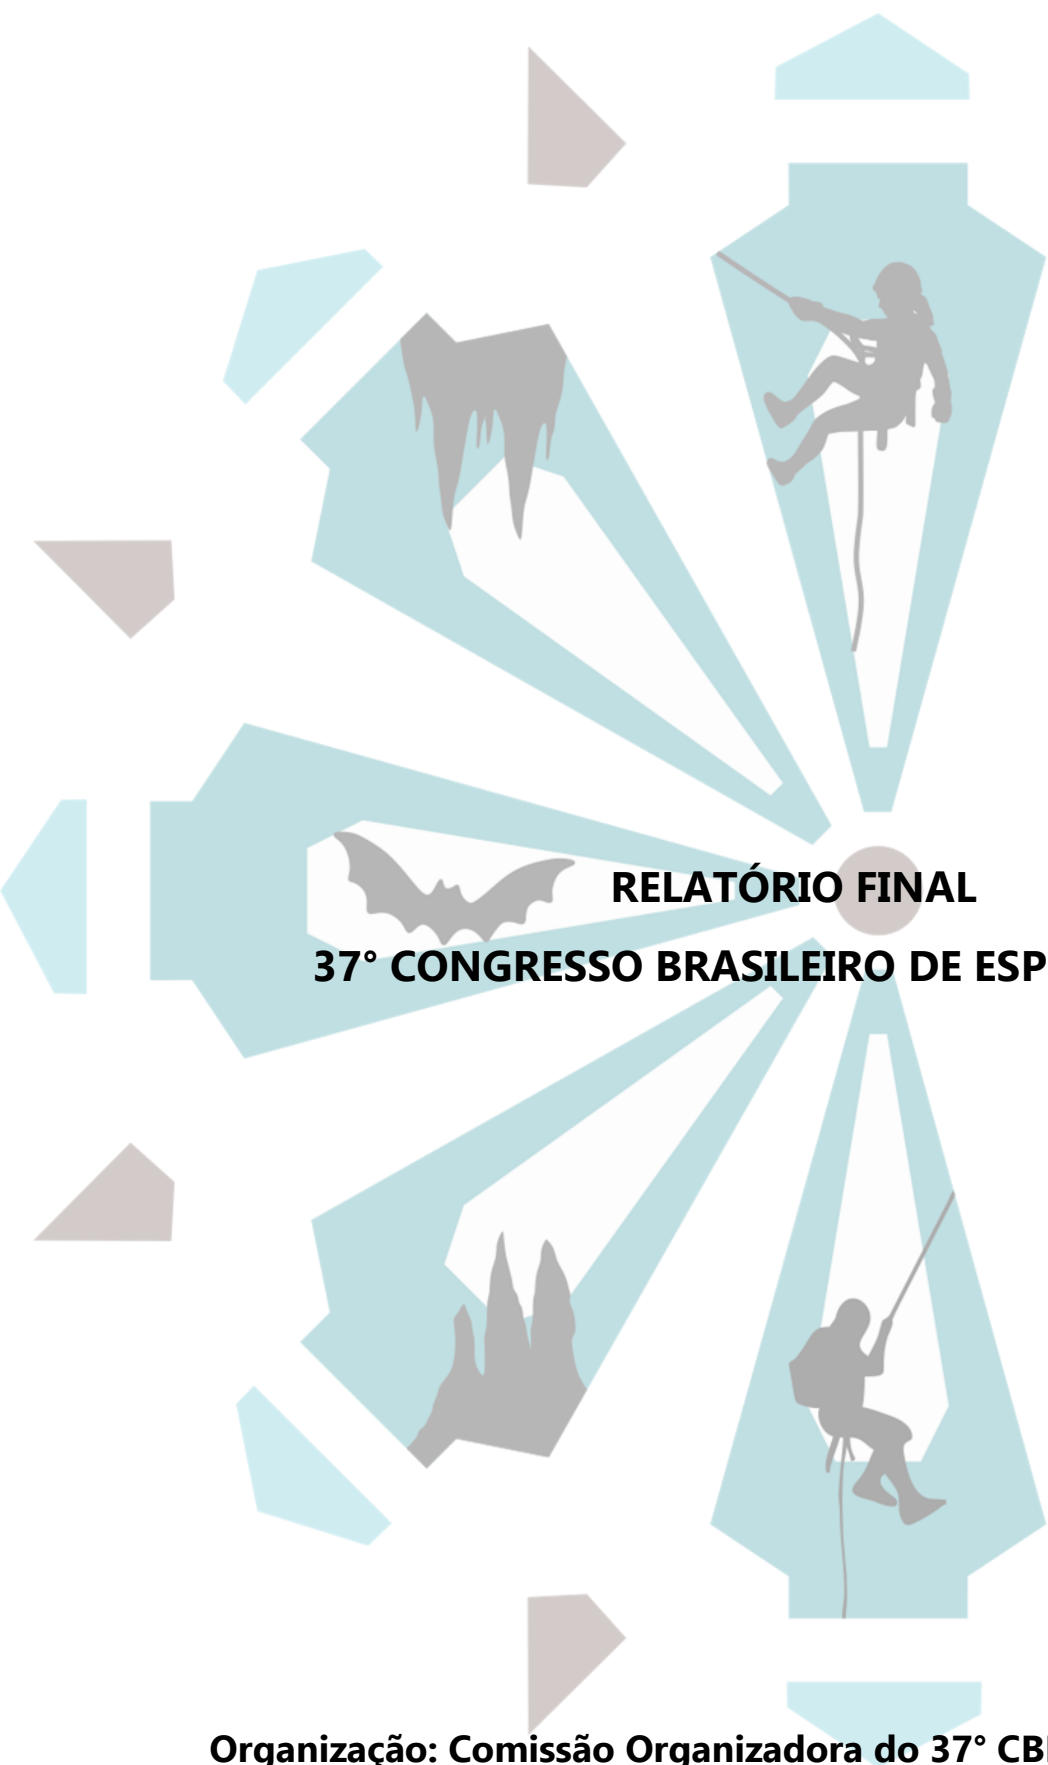 RELATÓRIO FINAL
37° CONGRESSO BRASILEIRO DE ESP
Organização: Comissão Organizadora do 37° CB